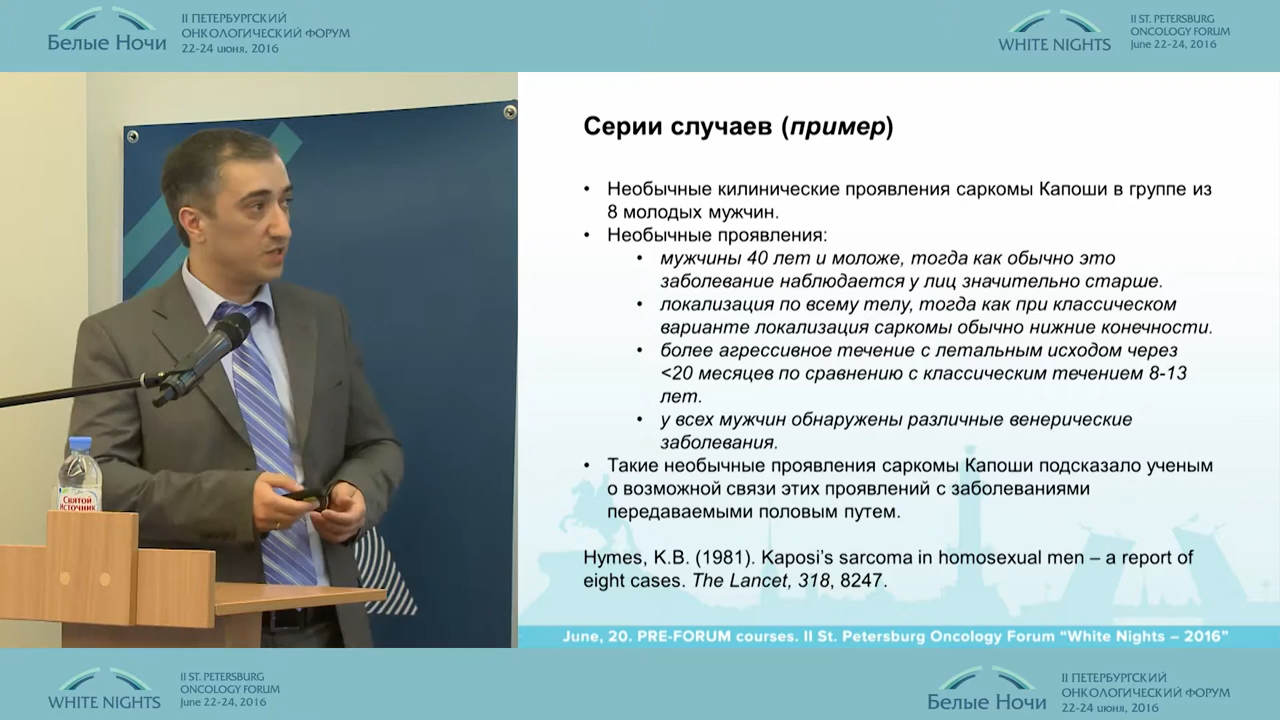 Белые Ночи
II ПЕТЕРБУРГСКИЙ
ОНКОЛОГИЧЕСКИЙ ФОРУМ
22-24 июня, 2016
WHITE NIGHTS
II ST. PETERSBURG
ONCOLOGY FORUM
June 22-24, 2016
Серии случаев (пример)
• Необычные килинические проявления саркомы Капоши в группе из
8 молодых мужчин.
• Необычные проявления:
• мужчины 40 лет и моложе, тогда как обычно это
заболевание наблюдается у лиц значительно старше.
• локализация по всему телу, тогда как при классическом
варианте локализация саркомы обычно нижние конечности.
• более агрессивное течение с летальным исходом через
<20 месяцев по сравнению с классическим течением 8-13
лет.
• у всех мужчин обнаружены различные венерические
заболевания.
• Такие необычные проявления саркомы Капоши подсказало ученым
о возможной связи этих проявлений с заболеваниями
передаваемыми половым путем.
Hymes, K.B. (1981). Kaposi's sarcoma in homosexual men – a report of
eight cases. The Lancet, 318, 8247.
June, 20. PRE-FORUM courses. II St. Petersburg Oncology Forum "White Nights – 2016"
Святой
Источник
WHITE NIGHTS
II ST. PETERSBURG
ONCOLOGY FORUM
June 22-24, 2016
Белые Ночи
II ПЕТЕРБУРГСКИЙ
ОНКОЛОГИЧЕСКИЙ ФОРУМ
22-24 июня, 2016